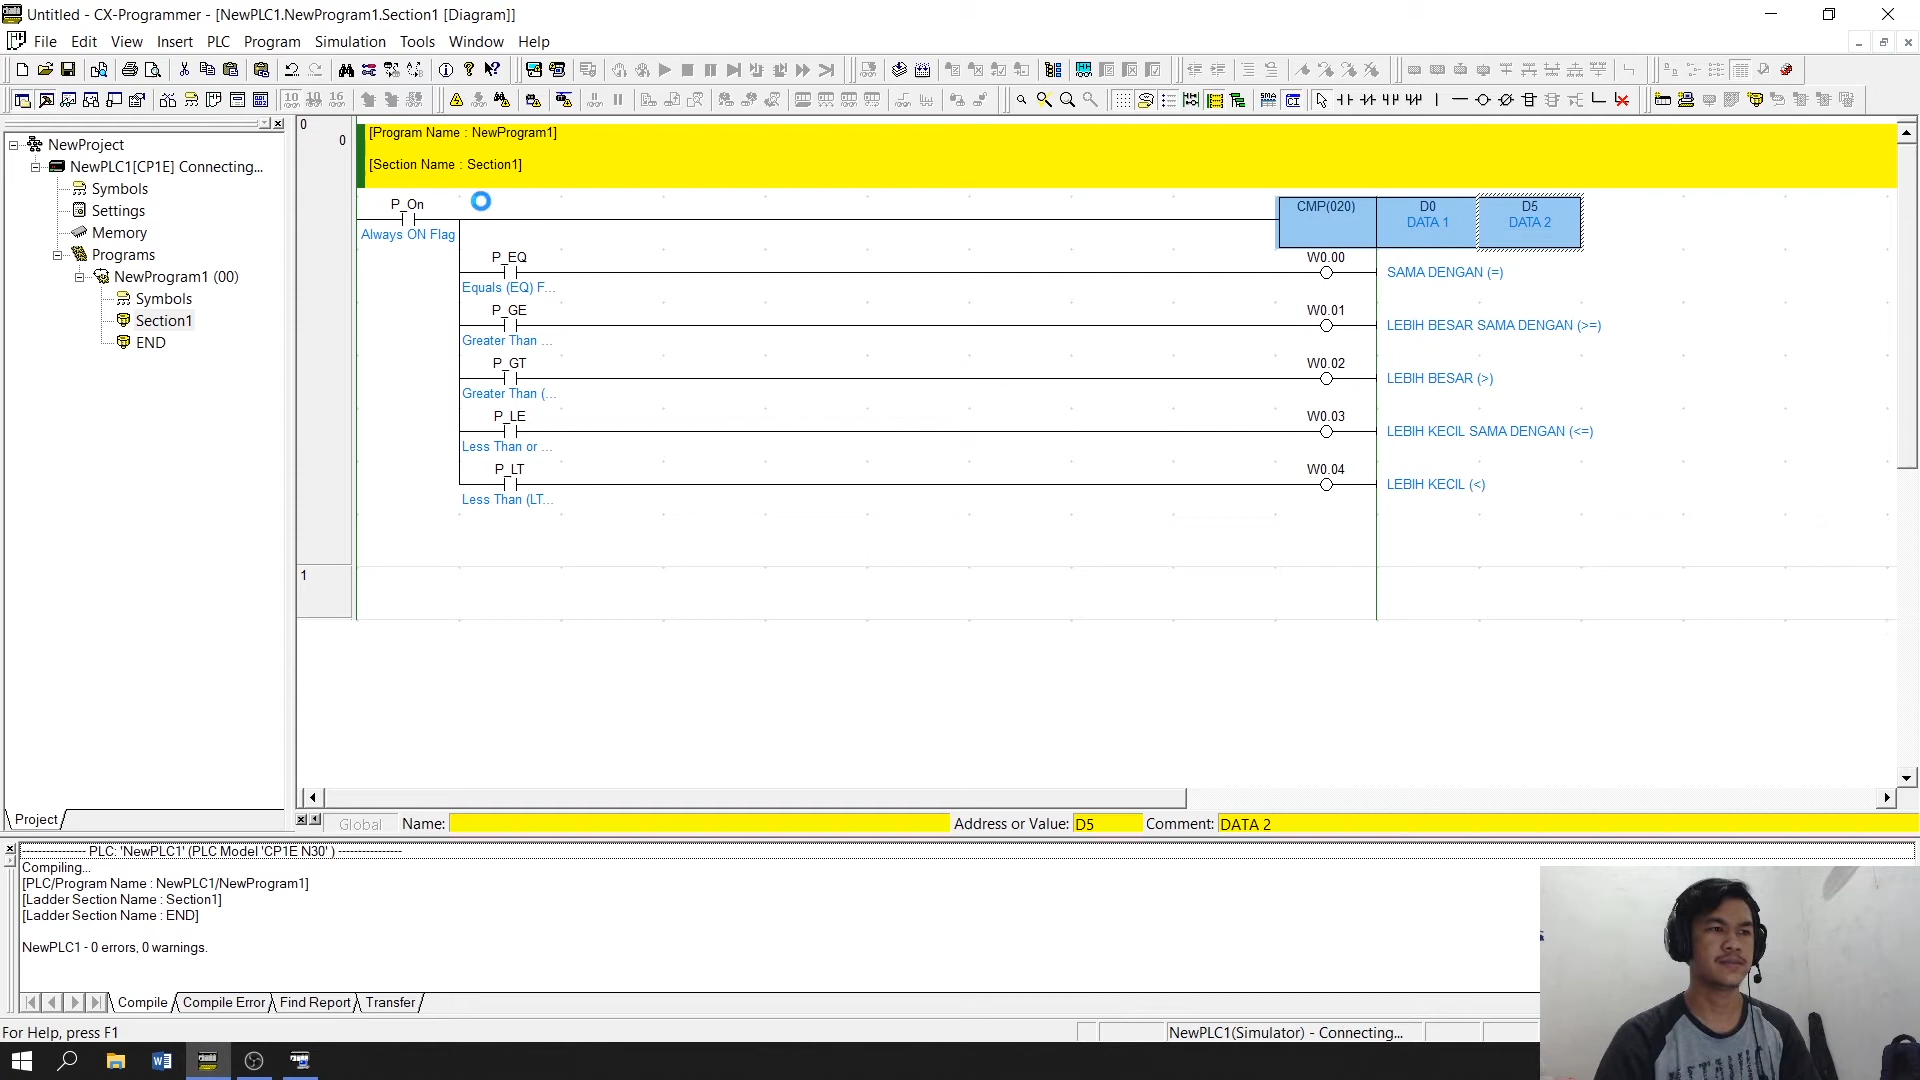 Untitled - CX-Programmer - [NewPLC1.NewProgram1.Section1 [Diagram]]
File Edit View Insert PLC Program Simulation Tools Window Help
NewProject
NewPLC1[CP1E] Connecting...
Symbols
Settings
Memory
Programs
NewProgram1 (00)
Symbols
Section1
END
Project
0
0
[Program Name : NewProgram1]
[Section Name : Section1]
P_On
Always ON Flag
CMP(020) D0 D5
DATA 1 DATA 2
P_EQ W0.00
Equals (EQ) F... SAMA DENGAN (=)
P_GE W0.01
Greater Than ... LEBIH BESAR SAMA DENGAN (>=)
P_GT W0.02
Greater Than (... LEBIH BESAR (>)
P_LE W0.03
Less Than or ... LEBIH KECIL SAMA DENGAN (<=)
P_LT W0.04
Less Than (LT... LEBIH KECIL (<)
1
Global Name: Address or Value: D5 Comment: DATA 2
PLC: 'NewPLC1' (PLC Model 'CP1E N30' )
Compiling...
[PLC/Program Name : NewPLC1/NewProgram1]
[Ladder Section Name : Section1]
[Ladder Section Name : END]
NewPLC1 - 0 errors, 0 warnings.
Compile Compile Error Find Report Transfer
For Help, press F1
NewPLC1(Simulator) - Connecting...